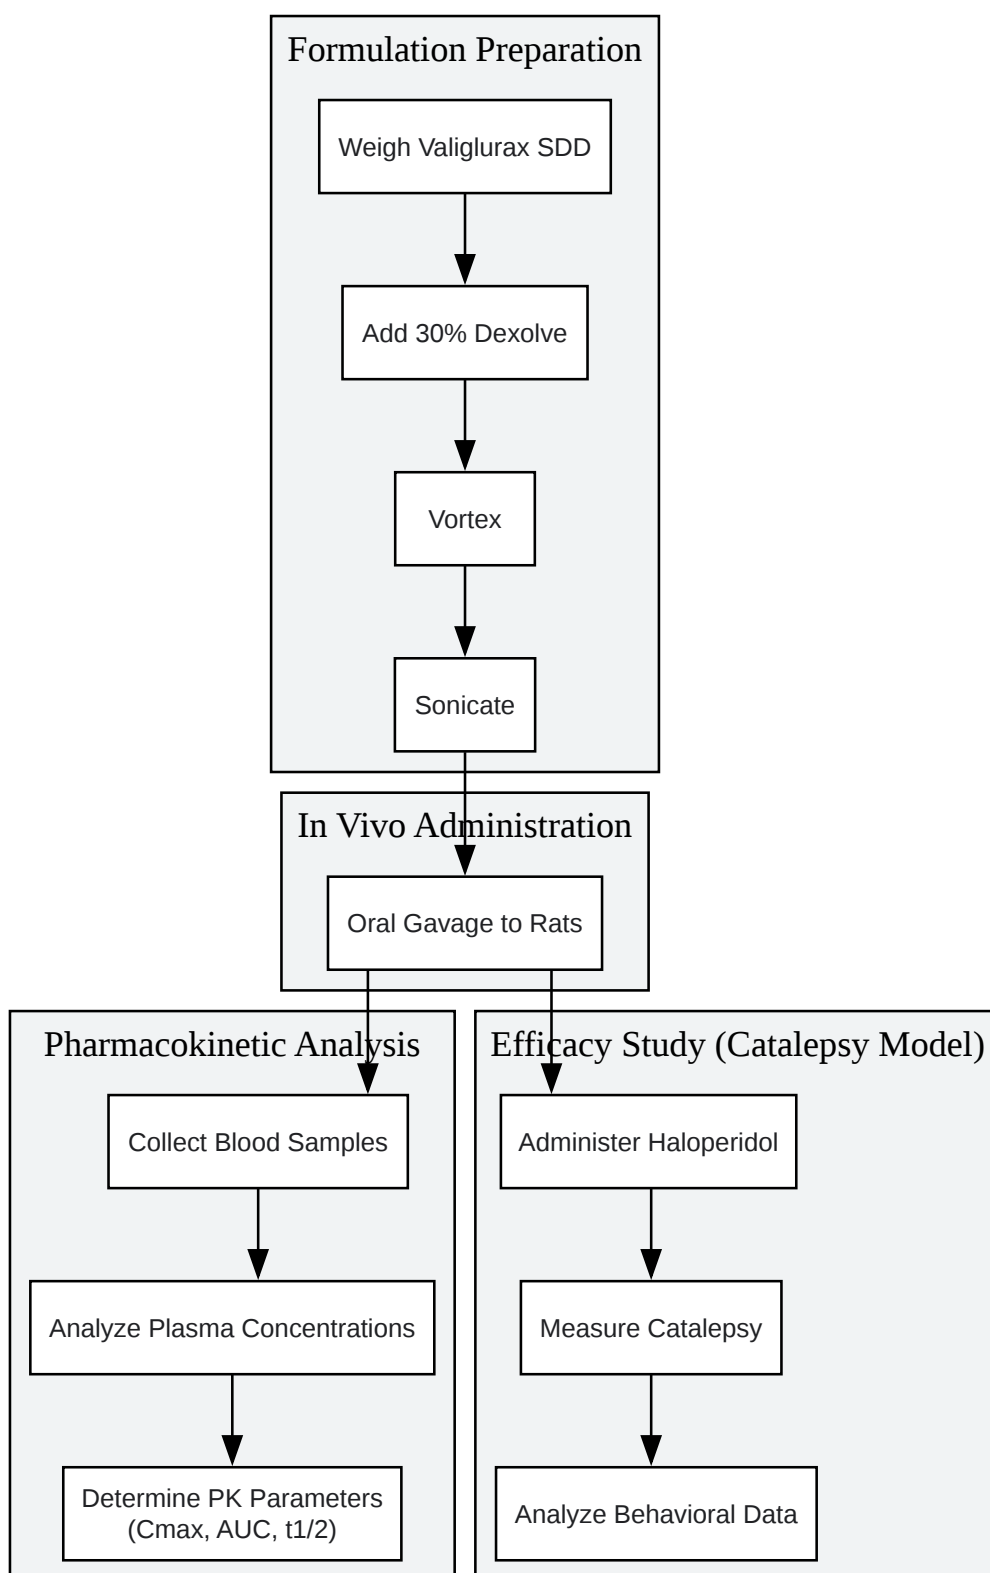 Formulation Preparation
Weigh Valiglurax SDD
Add 30% Dexolve
Vortex
Sonicate
In Vivo Administration
Oral Gavage to Rats
Pharmacokinetic Analysis
Collect Blood Samples
Analyze Plasma Concentrations
Determine PK Parameters
(Cmax, AUC, t1/2)
Efficacy Study (Catalepsy Model)
Administer Haloperidol
Measure Catalepsy
Analyze Behavioral Data